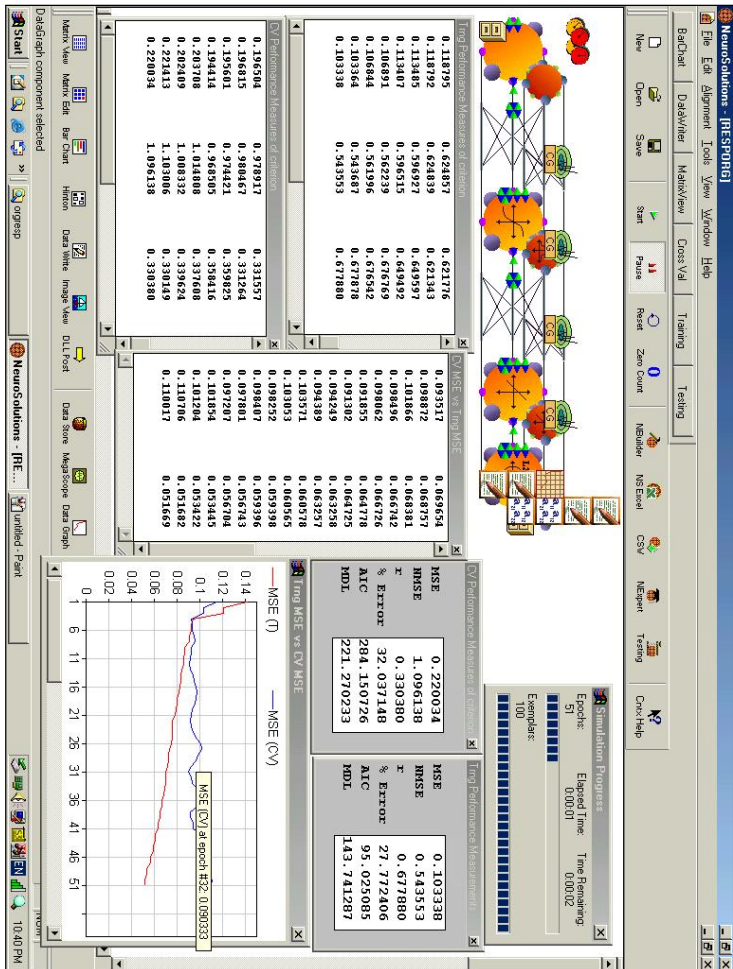 NeuroSolutions - [RESPORG]
File Edit Alignment Tools View Window Help
BarChart DataWriter MatrixView Cross Val Training Testing
New Open Save Start Pause Reset Zero Count NBuilder NS Excel CSW NExpert Testing Cntx Help
0
CG CG CG CG
Simulation Progress
Epochs: Elapsed Time: Time Remaining:
51 0:00:01 0:00:02
Exemplars:
100
Trng Performance Measures of criterion
0.118795 0.624857 0.621776
0.118792 0.624839 0.621343
0.113485 0.596927 0.649597
0.113407 0.596515 0.649492
0.106891 0.562239 0.676769
0.106844 0.561996 0.676542
0.103364 0.543687 0.677878
0.103338 0.543553 0.677880
CV MSE vs Trng MSE
0.093517 0.069654
0.098872 0.068757
0.101866 0.068381
0.098496 0.066742
0.098062 0.066726
0.091855 0.064778
0.091302 0.064725
0.094249 0.063258
0.094389 0.063257
0.103571 0.060578
0.103053 0.060565
0.098252 0.059398
0.098407 0.059396
0.097801 0.056743
0.097207 0.056704
0.101854 0.053445
0.101204 0.053422
0.110706 0.051682
0.110017 0.051669
CV Performance Measures of criterion
MSE 0.220034
NMSE 1.096138
r 0.330380
% Error 32.037148
AIC 284.150726
MDL 221.270233
Trng Performance Measurements
MSE 0.103338
NMSE 0.543553
r 0.677880
% Error 27.772406
AIC 95.025085
MDL 143.741287
CV Performance Measures of criterion
0.196504 0.978917 0.331557
0.196815 0.980467 0.331264
0.195601 0.974421 0.359825
0.194414 0.968505 0.358416
0.203708 1.014808 0.337608
0.202409 1.008332 0.339624
0.221413 1.103006 0.330149
0.220034 1.096138 0.330380
Trng MSE vs CV MSE
MSE (T) MSE (CV)
0.14
0.12
0.1
0.08
0.06
0.04
0.02
0
1 6 11 16 21 26 31 36 41 46 51
MSE (CV) at epoch #32: 0.090333
Matrix View Matrix Edit Bar Chart Hinton Data Write Image View DLL Post Data Store MegaScope Data Graph
DataGraph component selected
NUM
Start » orgresp NeuroSolutions - [RE... untitled - Paint EN 10:40 PM